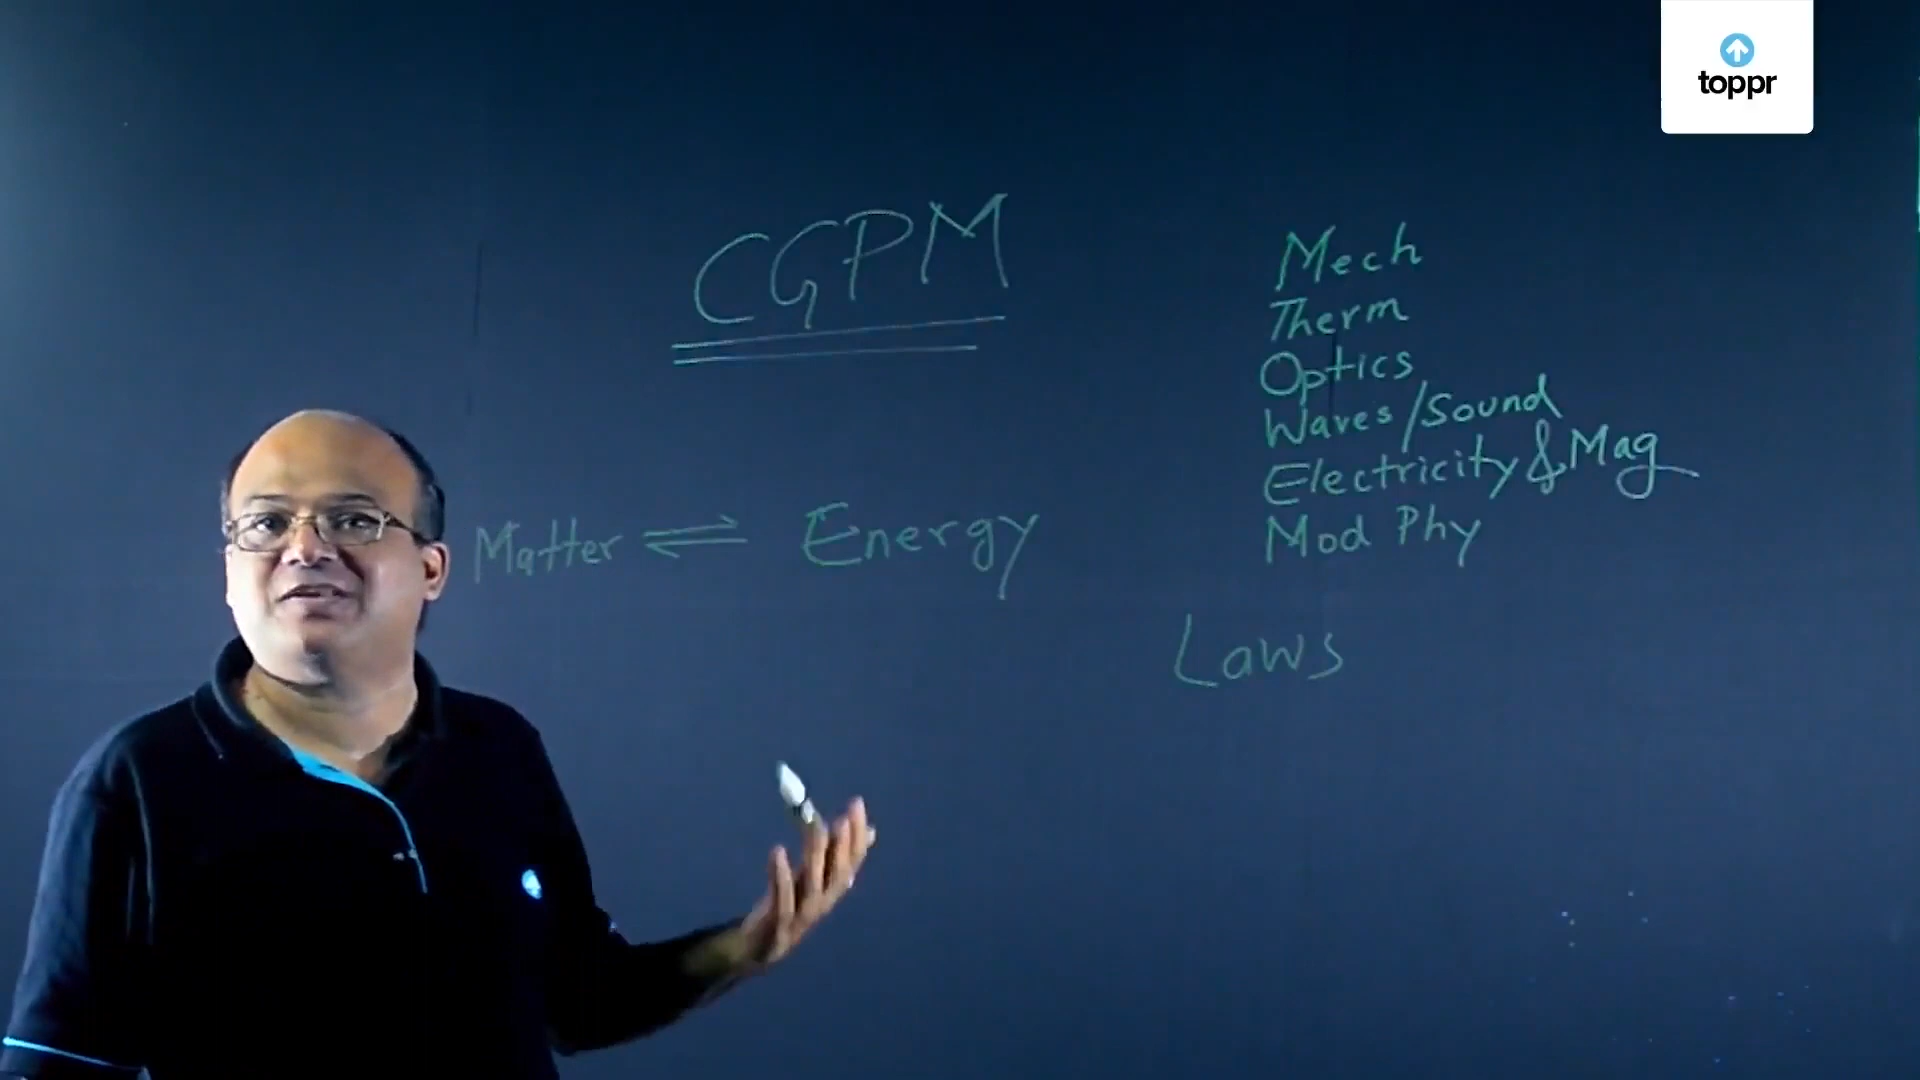 toppr
CGPM
Mech
Therm
Optics
Waves/Sound
Electricity & Mag
Mod Phy
Matter ⇌ Energy
Laws